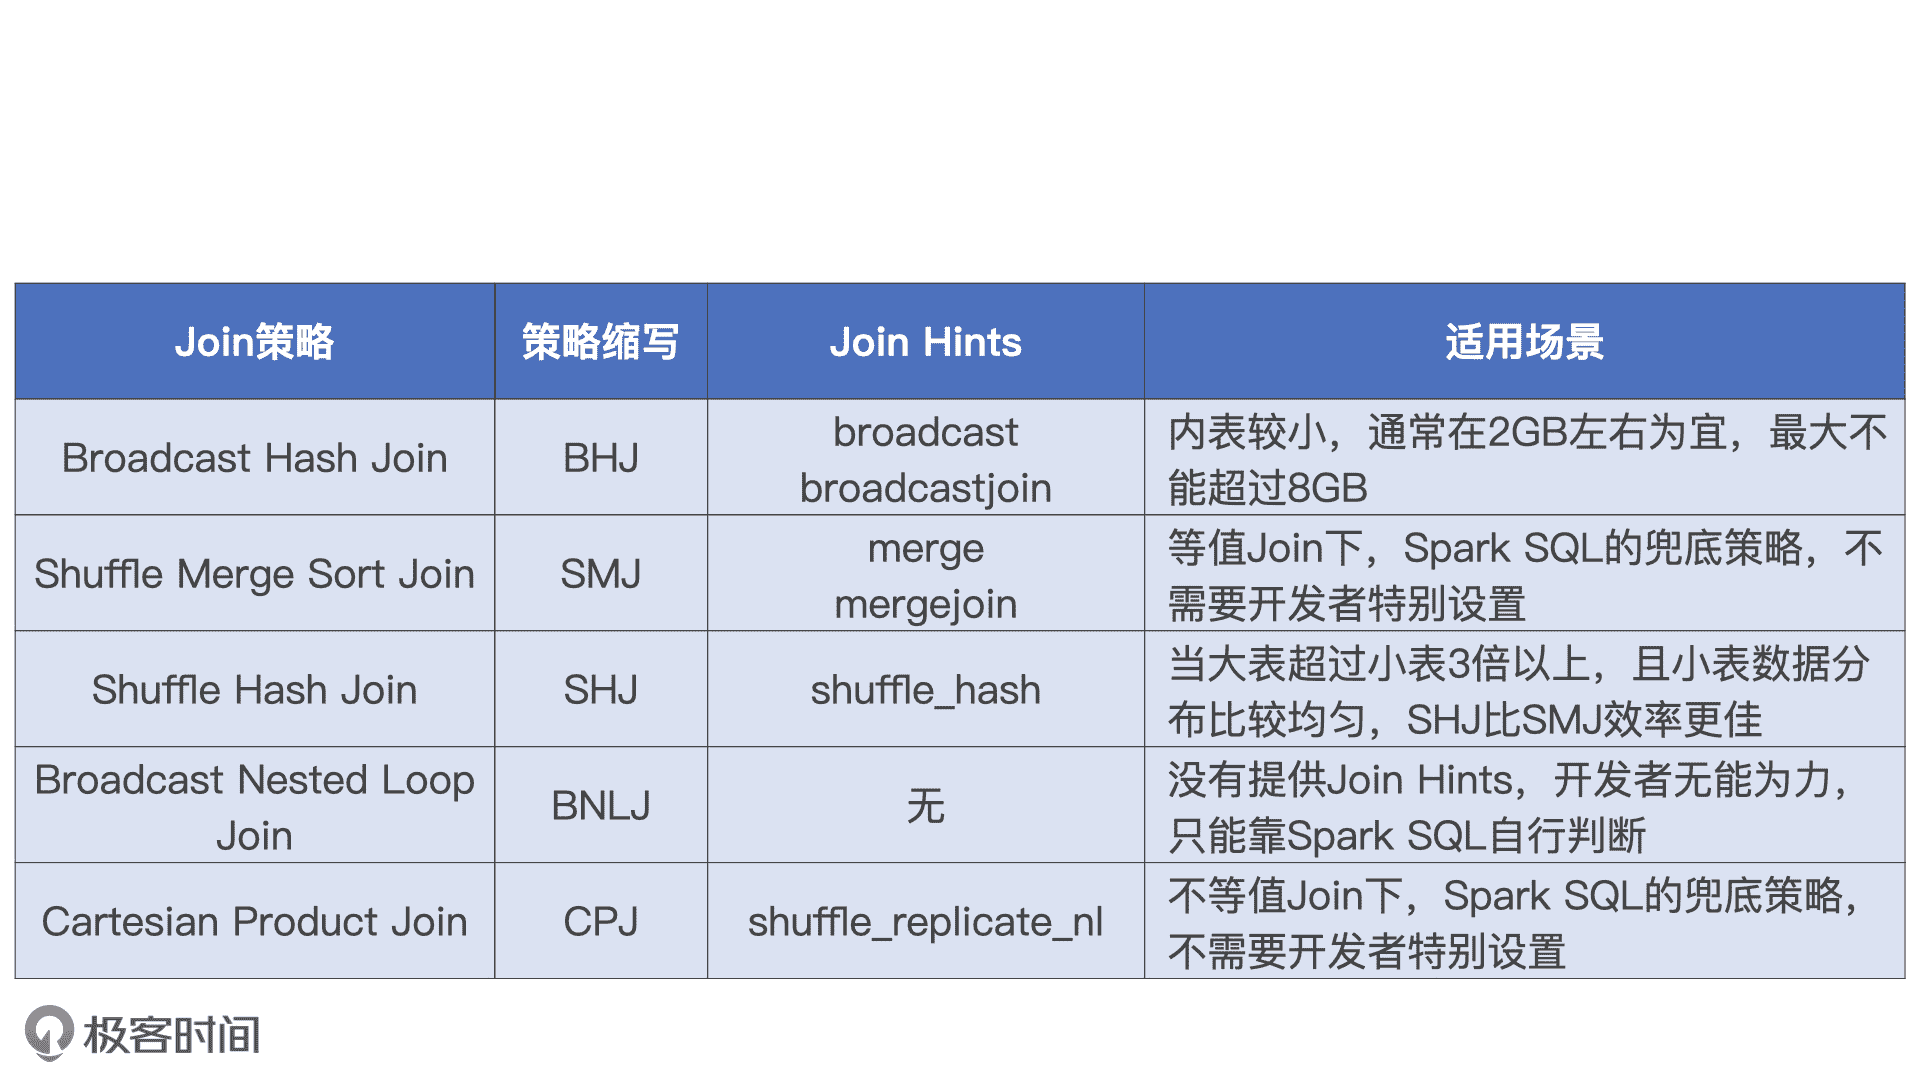 Join策略
策略缩写
Join Hints
适用场景
Broadcast Hash Join
BHJ
broadcast
broadcastjoin
内表较小，通常在2GB左右为宜，最大不
能超过8GB
Shuffle Merge Sort Join
SMJ
merge
mergejoin
等值Join下，Spark SQL的兜底策略，不
需要开发者特别设置
Shuffle Hash Join
SHJ
shuffle_hash
当大表超过小表3倍以上，且小表数据分
布比较均匀，SHJ比SMJ效率更佳
Broadcast Nested Loop
Join
BNLJ
无
没有提供Join Hints，开发者无能为力，
只能靠Spark SQL自行判断
Cartesian Product Join
CPJ
shuffle_replicate_nl
不等值Join下，Spark SQL的兜底策略，
不需要开发者特别设置
极客时间